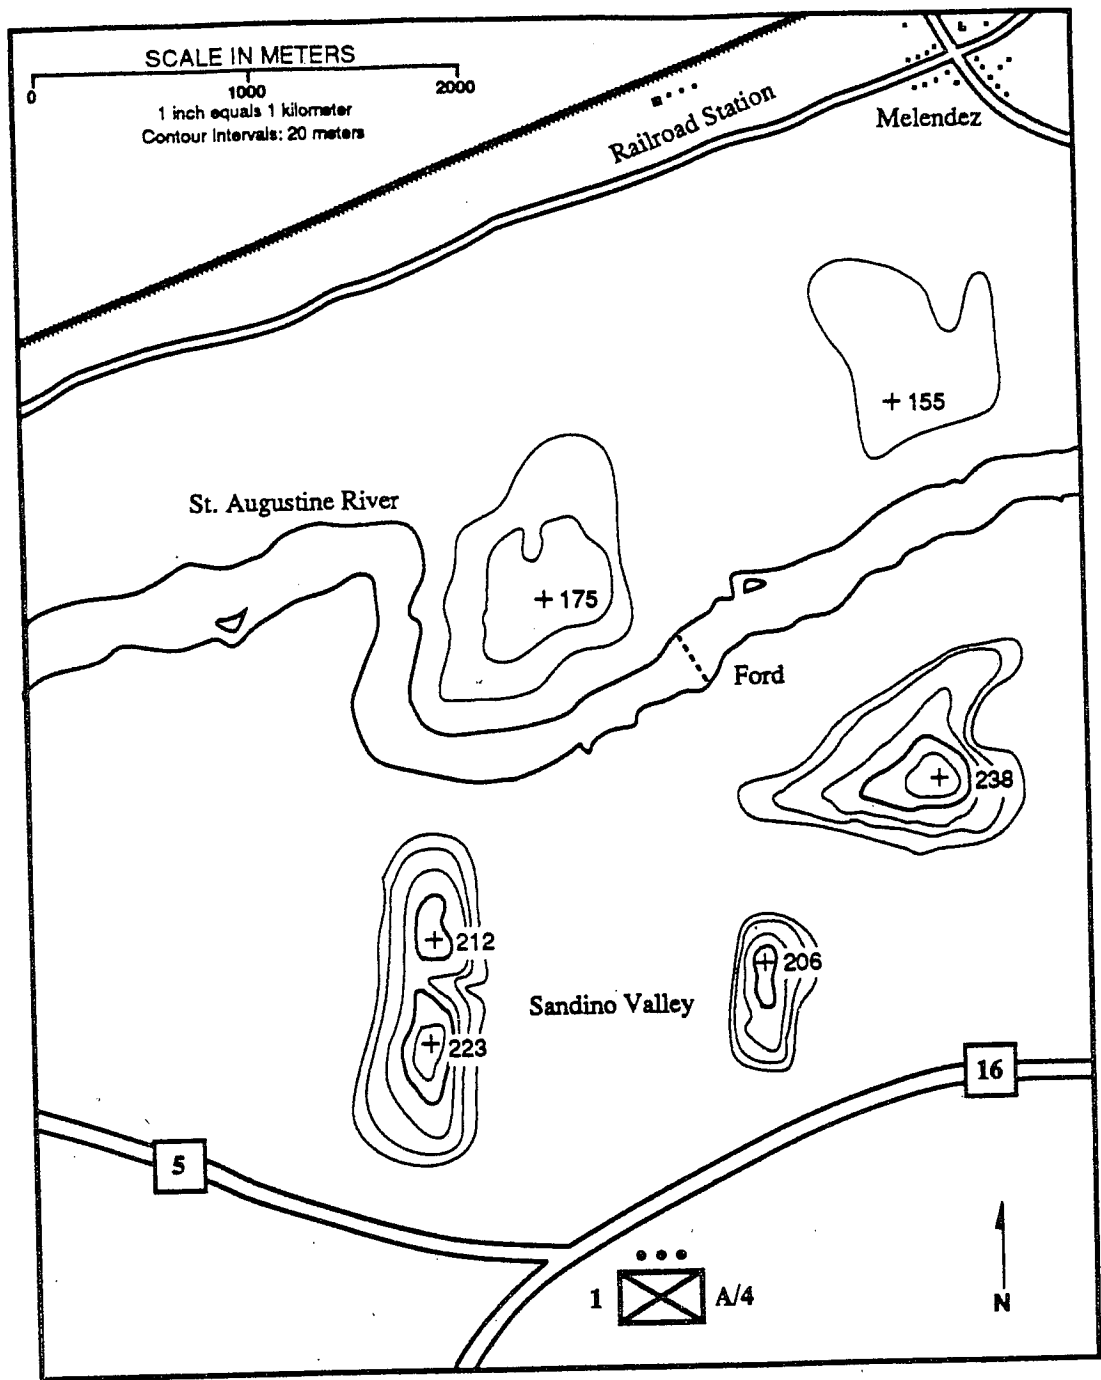 SCALE IN METERS
0 1000 2000
1 inch equals 1 kilometer
Contour Intervals: 20 meters
Railroad Station
Melendez
+ 155
St. Augustine River
+ 175
Ford
+ 238
+ 212
+ 206
Sandino Valley
+ 223
16
5
1 A/4
N